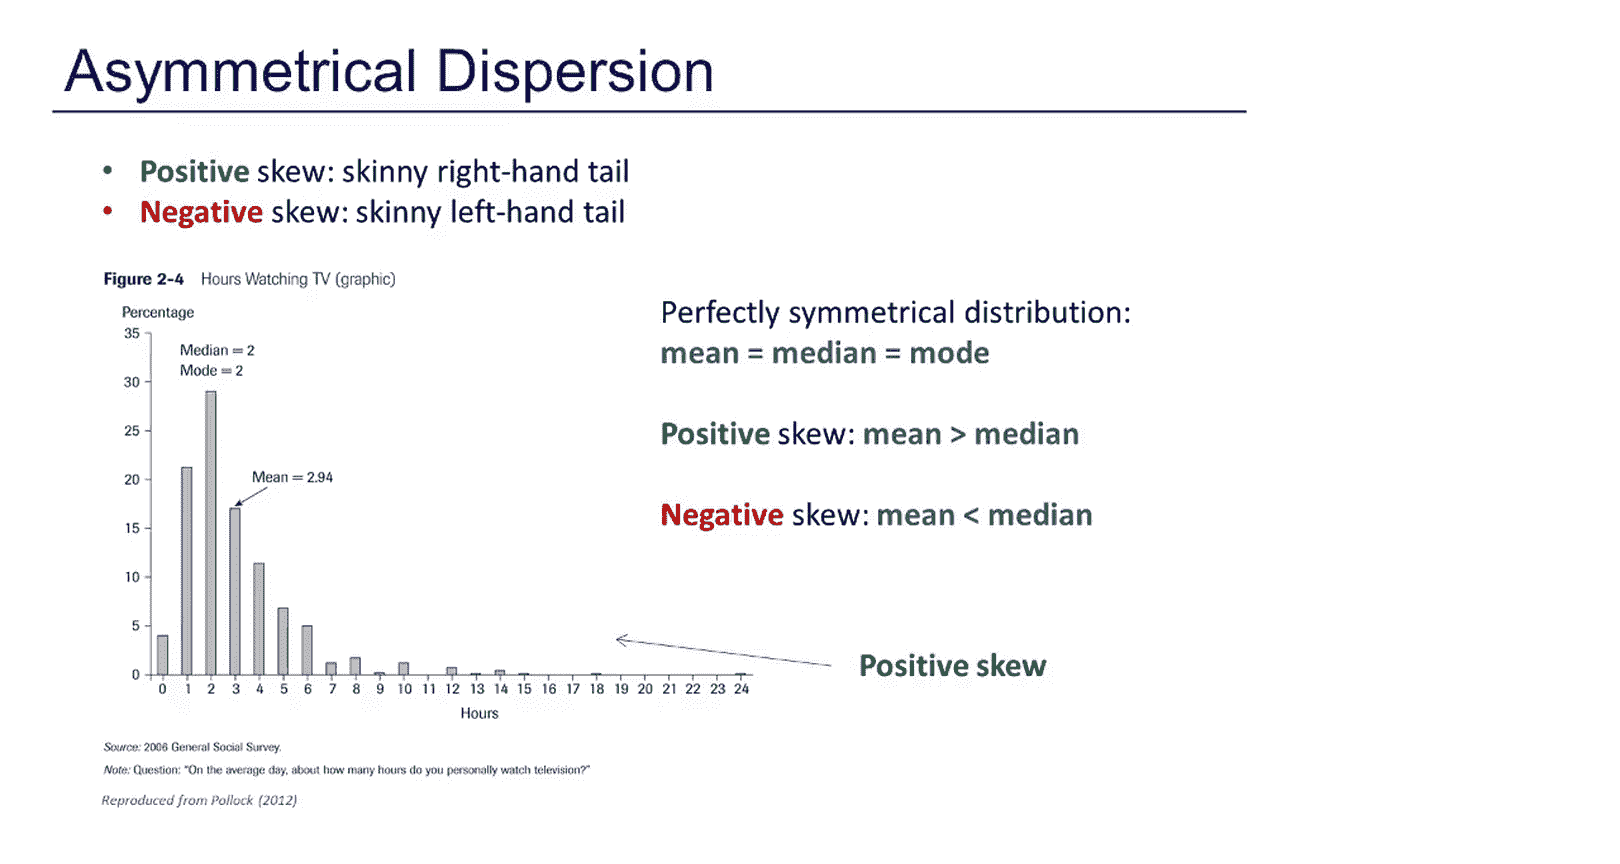 Asymmetrical Dispersion
• Positive skew: skinny right-hand tail
• Negative skew: skinny left-hand tail
Figure 2-4 Hours Watching TV (graphic)
Percentage
35
30
25
20
15
10
5
0
Median = 2
Mode = 2
Mean = 2.94
0 1 2 3 4 5 6 7 8 9 10 11 12 13 14 15 16 17 18 19 20 21 22 23 24
Hours
Source: 2006 General Social Survey.
Note: Question: "On the average day, about how many hours do you personally watch television?"
Reproduced from Pollock (2012)
Perfectly symmetrical distribution:
mean = median = mode
Positive skew: mean > median
Negative skew: mean < median
Positive skew